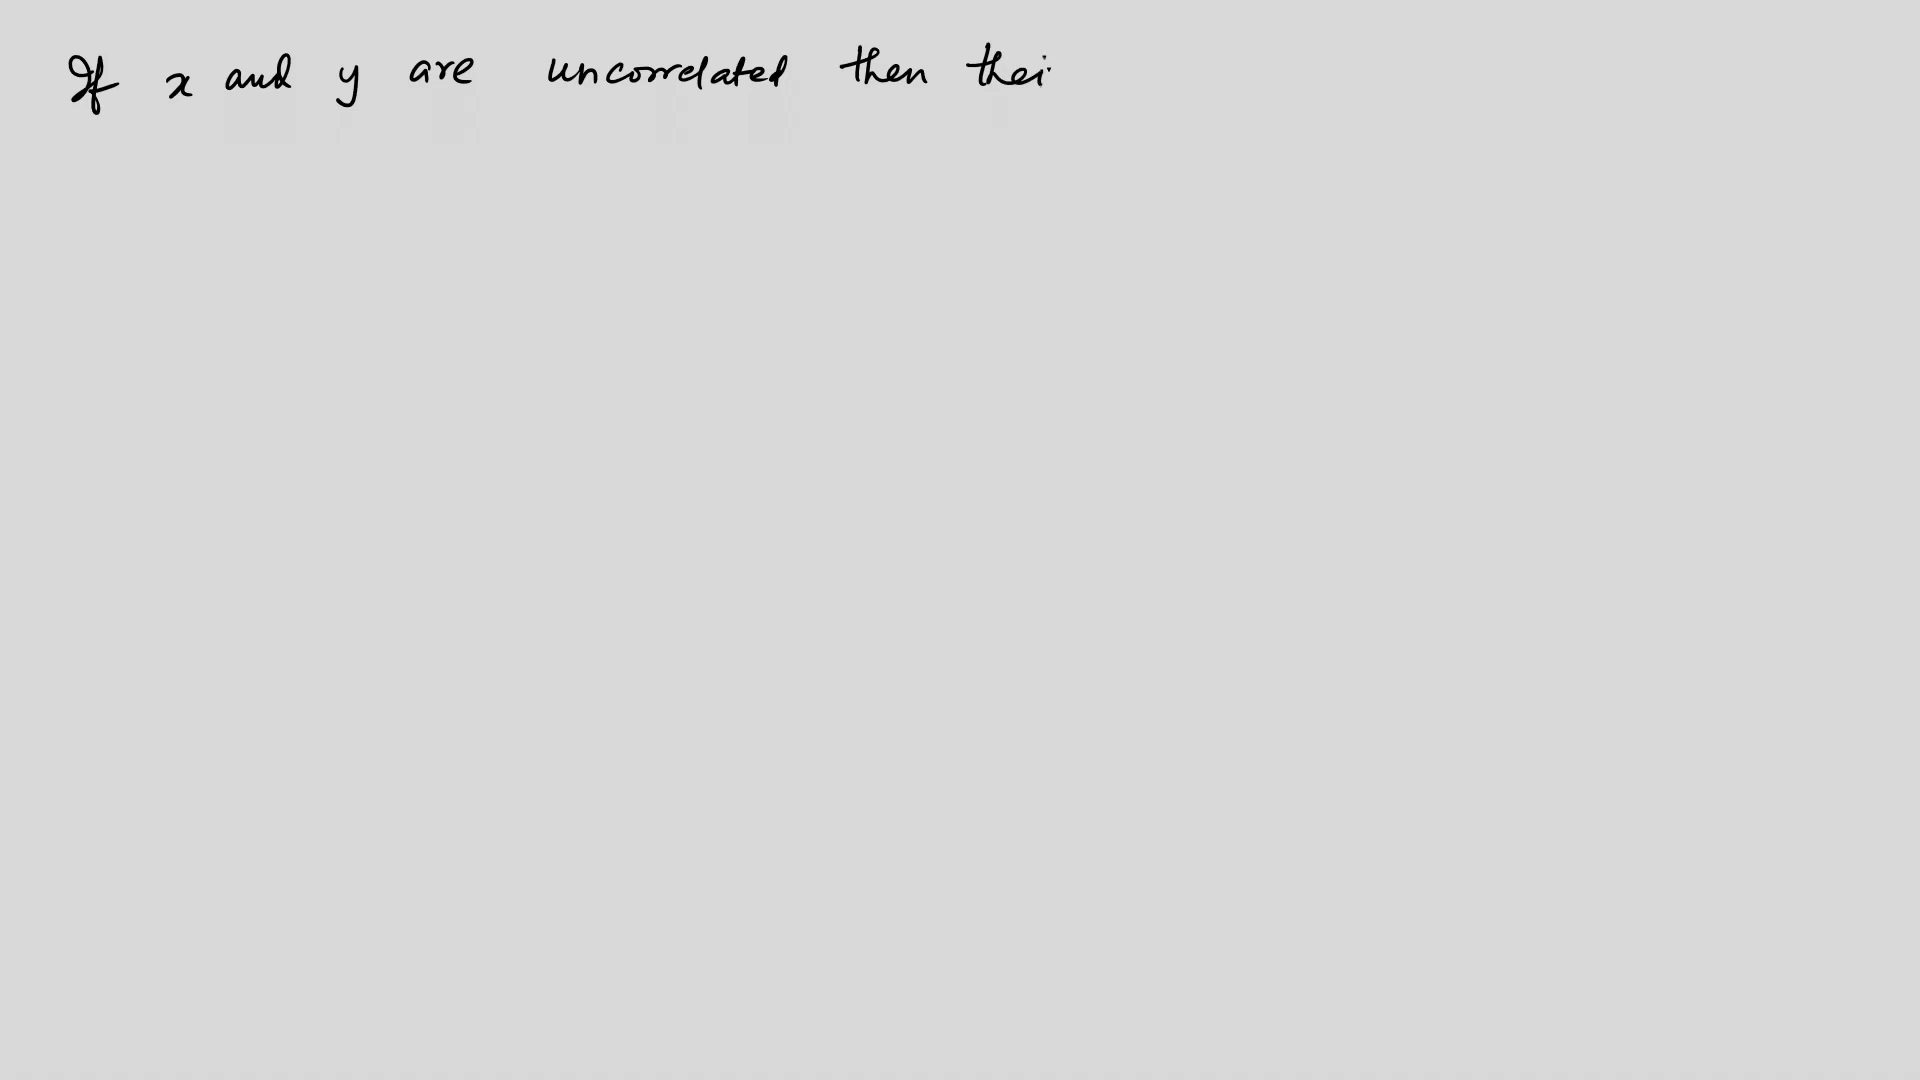 If x and y are uncorrelated then thei